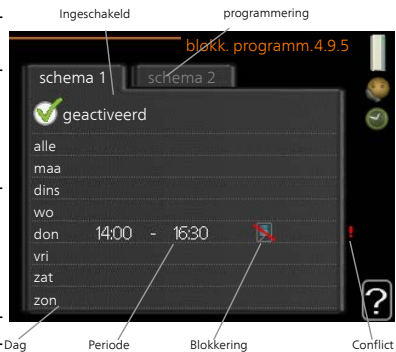 Ingeschakeld programmering
blokk. programm.4.9.5
schema 1 schema 2
geactiveerd
alle
maa
dins
wo
don 14:00 - 16:30 !
vri
zat
zon ?
Dag Periode Blokkering Conflict